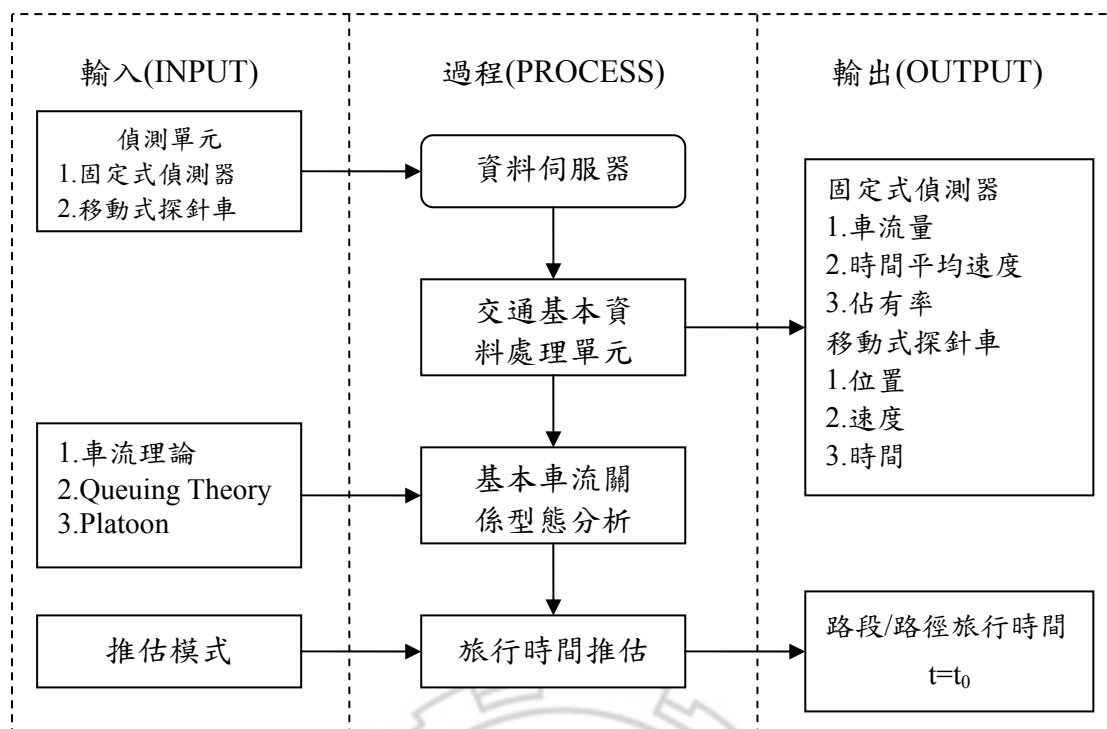 輸入(INPUT)
過程(PROCESS)
輸出(OUTPUT)
偵測單元
1.固定式偵測器
2.移動式探針車
資料伺服器
交通基本資
料處理單元
固定式偵測器
1.車流量
2.時間平均速度
3.佔有率
移動式探針車
1.位置
2.速度
3.時間
1.車流理論
2.Queuing Theory
3.Platoon
基本車流關
係型態分析
推估模式
旅行時間推估
路段/路徑旅行時間
t=t₀